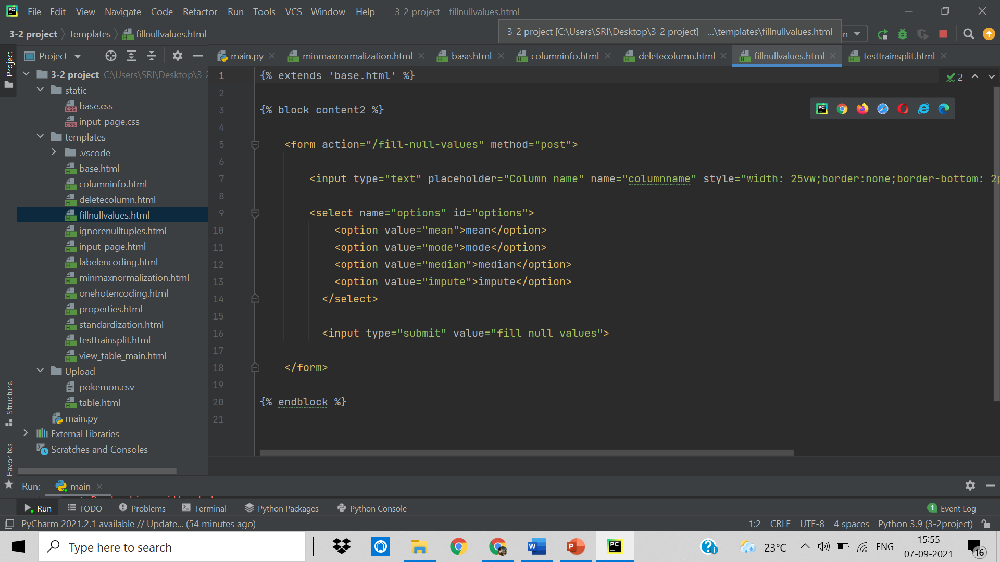 File Edit View Navigate Code Refactor Run Tools VCS Window Help 3-2 project - fillnullvalues.html
3-2 project templates fillnullvalues.html
3-2 project [C:\Users\SRI\Desktop\3-2 project] - ...\templates\fillnullvalues.html
Project
main.py minmaxnormalization.html base.html columninfo.html deletecolumn.html fillnullvalues.html testtrainsplit.html
Project
3-2 project C:\Users\SRI\Desktop\3-2
static
base.css
input_page.css
templates
.vscode
base.html
columninfo.html
deletecolumn.html
fillnullvalues.html
ignorenulltuples.html
input_page.html
labelencoding.html
minmaxnormalization.html
onehotencoding.html
properties.html
standardization.html
testtrainsplit.html
view_table_main.html
Upload
pokemon.csv
table.html
main.py
External Libraries
Scratches and Consoles
Structure
Favorites
2
1 {% extends 'base.html' %}
2
3 {% block content2 %}
4
5 <form action="/fill-null-values" method="post">
6
7 <input type="text" placeholder="Column name" name="columnname" style="width: 25vw;border:none;border-bottom: 2p
8
9 <select name="options" id="options">
10 <option value="mean">mean</option>
11 <option value="mode">mode</option>
12 <option value="median">median</option>
13 <option value="impute">impute</option>
14 </select>
15
16 <input type="submit" value="fill null values">
17
18 </form>
19
20 {% endblock %}
21
Run: main
Run TODO Problems Terminal Python Packages Python Console 1 Event Log
PyCharm 2021.2.1 available // Update... (54 minutes ago) 1:2 CRLF UTF-8 4 spaces Python 3.9 (3-2project)
Type here to search
23°C ENG 15:55
07-09-2021
16